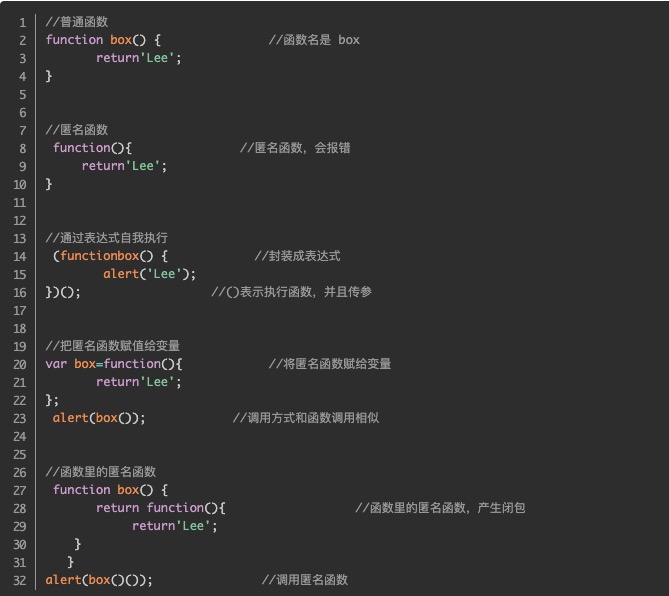 1 //普通函数
2 function box() { //函数名是 box
3 return'Lee';
4 }
5
6
7 //匿名函数
8 function(){ //匿名函数，会报错
9 return'Lee';
10 }
11
12
13 //通过表达式自我执行
14 (functionbox() { //封装成表达式
15 alert('Lee');
16 })(); //()表示执行函数，并且传参
17
18
19 //把匿名函数赋值给变量
20 var box=function(){ //将匿名函数赋给变量
21 return'Lee';
22 };
23 alert(box()); //调用方式和函数调用相似
24
25
26 //函数里的匿名函数
27 function box() {
28 return function(){ //函数里的匿名函数，产生闭包
29 return'Lee';
30 }
31 }
32 alert(box()()); //调用匿名函数